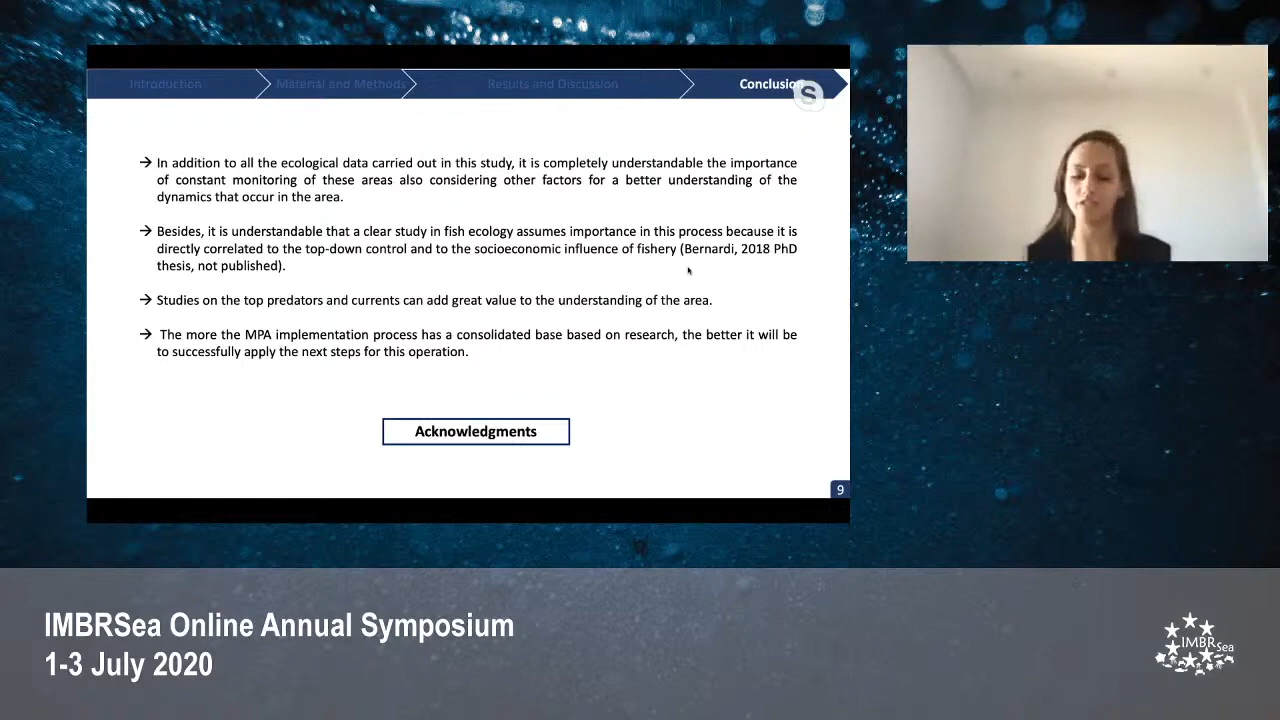 Introduction
Material and Methods
Results and Discussion
Conclusion
S
→ In addition to all the ecological data carried out in this study, it is completely understandable the importance
of constant monitoring of these areas also considering other factors for a better understanding of the
dynamics that occur in the area.
→ Besides, it is understandable that a clear study in fish ecology assumes importance in this process because it is
directly correlated to the top-down control and to the socioeconomic influence of fishery (Bernardi, 2018 PhD
thesis, not published).
→ Studies on the top predators and currents can add great value to the understanding of the area.
→ The more the MPA implementation process has a consolidated base based on research, the better it will be
to successfully apply the next steps for this operation.
Acknowledgments
9
IMBRSea Online Annual Symposium
1-3 July 2020
IMBRSea